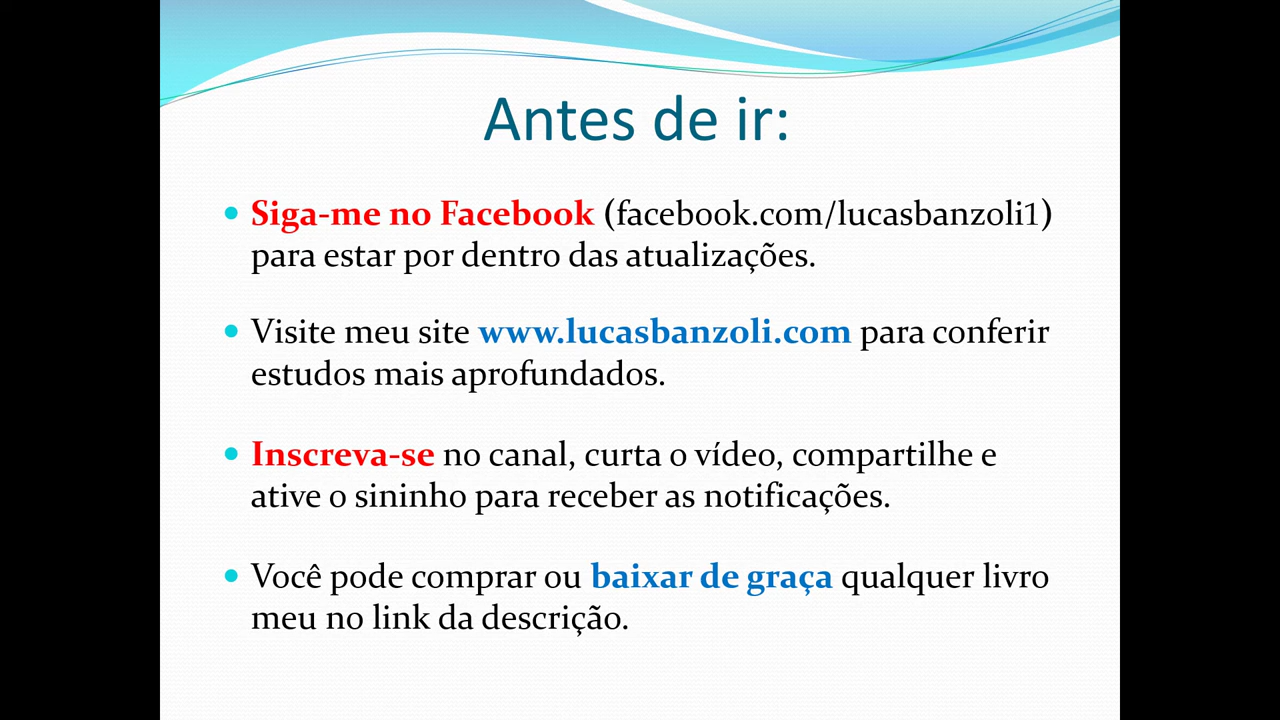 Antes de ir:
• Siga-me no Facebook (facebook.com/lucasbanzoli1)
para estar por dentro das atualizações.
• Visite meu site www.lucasbanzoli.com para conferir
estudos mais aprofundados.
• Inscreva-se no canal, curta o vídeo, compartilhe e
ative o sininho para receber as notificações.
• Você pode comprar ou baixar de graça qualquer livro
meu no link da descrição.